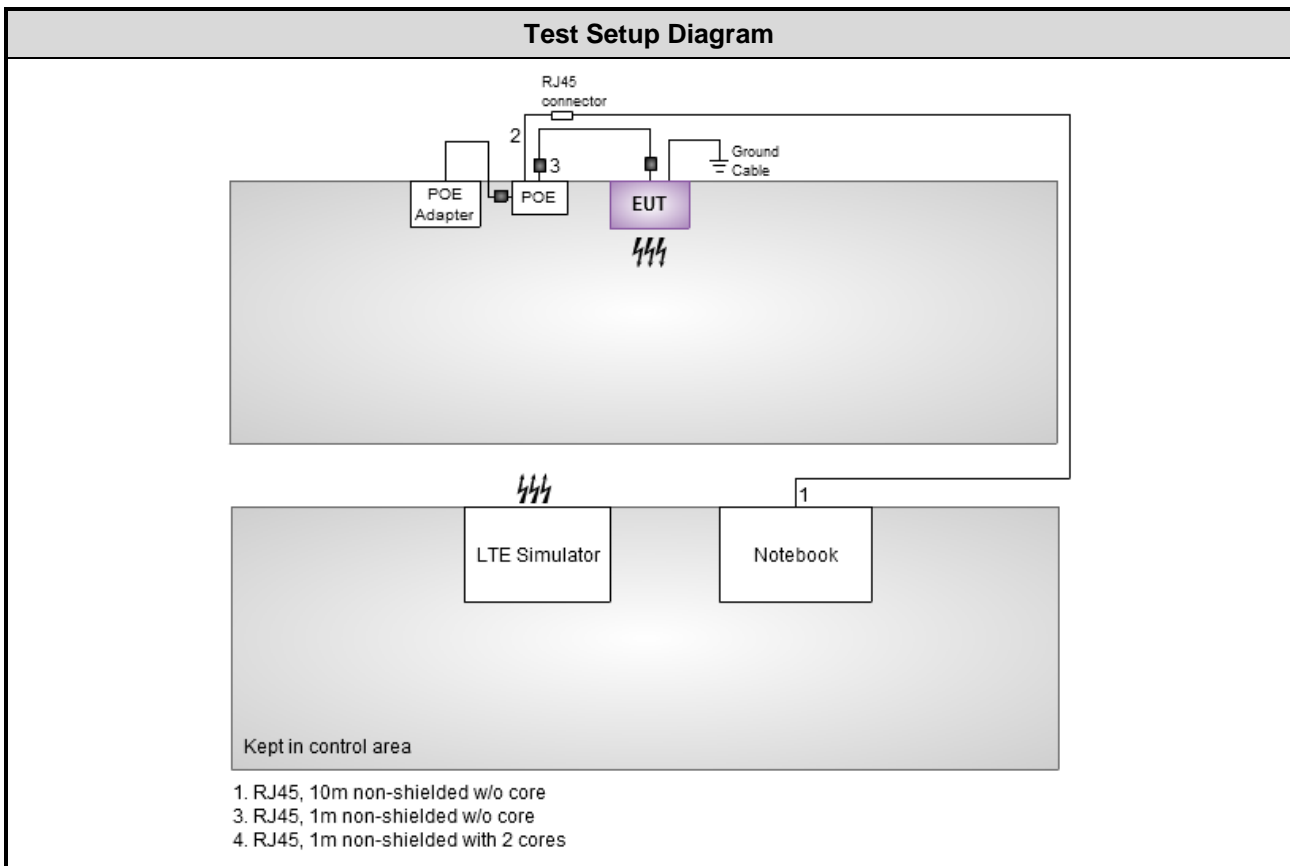 Test Setup Diagram
RJ45
connector
2
3
Ground
Cable
POE
Adapter
POE
EUT
1
LTE Simulator
Notebook
Kept in control area
1. RJ45, 10m non-shielded w/o core
3. RJ45, 1m non-shielded w/o core
4. RJ45, 1m non-shielded with 2 cores